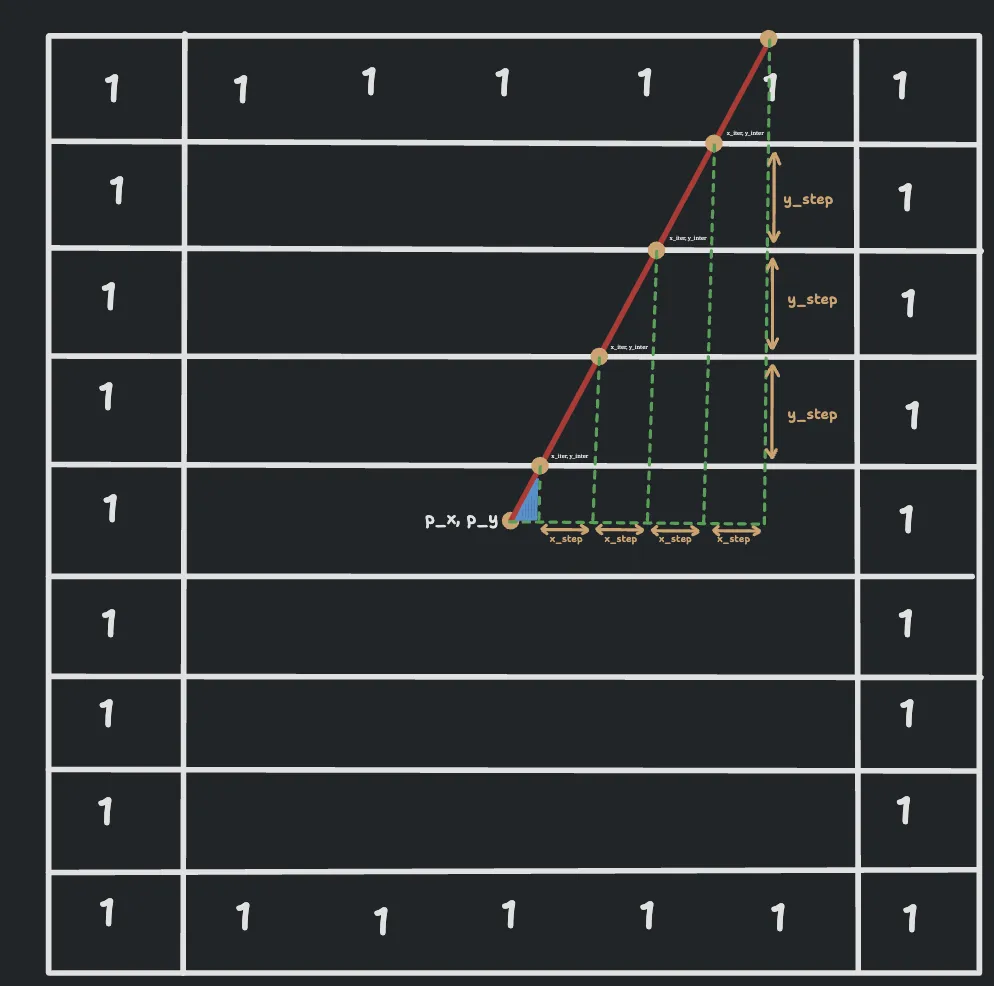 1 1 1 1 1 1 1
x_iter, y_inter
1 y_step 1
x_iter, y_inter
1 y_step 1
x_iter, y_inter
1 y_step 1
x_iter, y_inter
1 p_x, p_y 1
x_step x_step x_step x_step
1 1
1 1
1 1
1 1 1 1 1 1 1